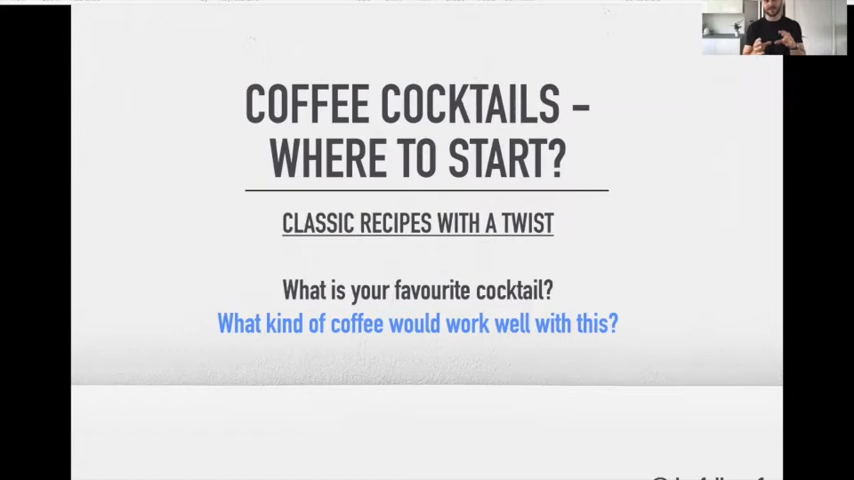 COFFEE COCKTAILS -
WHERE TO START?
CLASSIC RECIPES WITH A TWIST
What is your favourite cocktail?
What kind of coffee would work well with this?